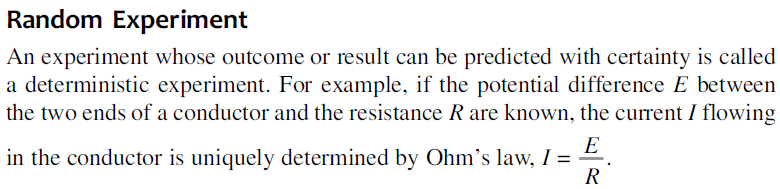 Random Experiment
An experiment whose outcome or result can be predicted with certainty is called
a deterministic experiment. For example, if the potential difference E between
the two ends of a conductor and the resistance R are known, the current I flowing
in the conductor is uniquely determined by Ohm's law, I = E/R.